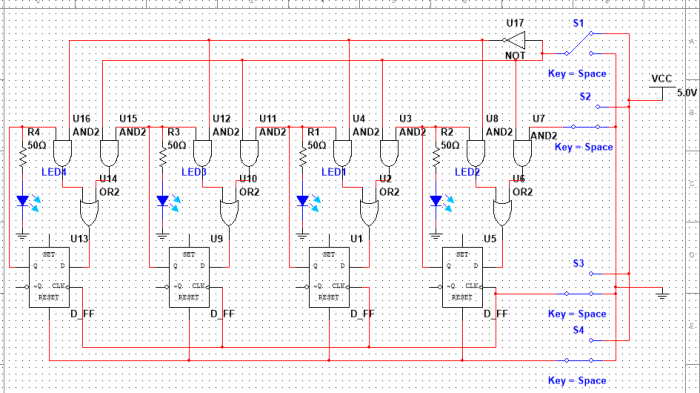 U17
S1
NOT
Key = Space
VCC
5.0V
S2
U16
U15
U12
U11
U4
U3
U8
U7
R4
AND2
AND2
R3
AND2
AND2
R1
AND2
AND2
R2
AND2
AND2
50Ω
50Ω
50Ω
50Ω
Key = Space
LED4
U14
LED3
U10
LED1
U2
LED2
U6
OR2
OR2
OR2
OR2
U13
U9
U1
U5
SET
SET
SET
SET
S3
Q
D
Q
D
Q
D
Q
D
~Q
CLK
~Q
CLK
~Q
CLK
~Q
CLK
RESET
RESET
RESET
RESET
D_FF
D_FF
D_FF
D_FF
Key = Space
S4
Key = Space
A
B
C
D
E